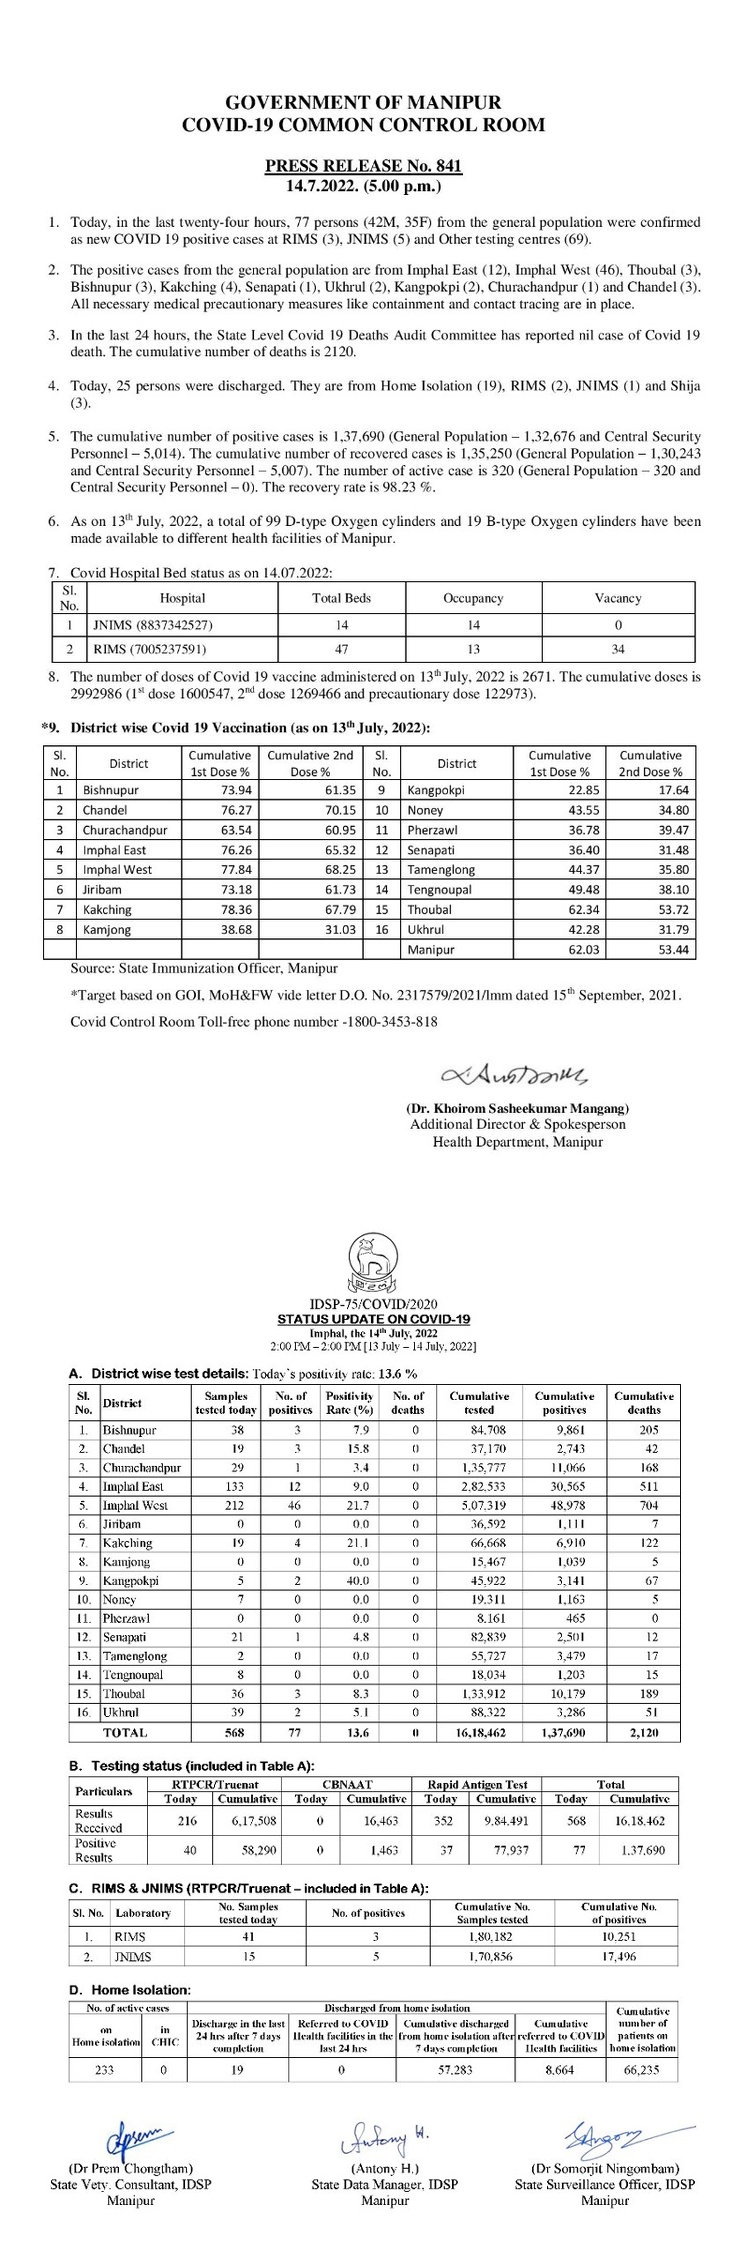 GOVERNMENT OF MANIPUR
COVID-19 COMMON CONTROL ROOM
PRESS RELEASE No. 841
14.7.2022. (5.00 p.m.)
1. Today, in the last twenty-four hours, 77 persons (42M, 35F) from the general population were confirmed
as new COVID 19 positive cases at RIMS (3), JNIMS (5) and Other testing centres (69).
2. The positive cases from the general population are from Imphal East (12), Imphal West (46), Thoubal (3),
Bishnupur (3), Kakching (4), Senapati (1), Ukhrul (2), Kangpokpi (2), Churachandpur (1) and Chandel (3).
All necessary medical precautionary measures like containment and contact tracing are in place.
3. In the last 24 hours, the State Level Covid 19 Deaths Audit Committee has reported nil case of Covid 19
death. The cumulative number of deaths is 2120.
4. Today, 25 persons were discharged. They are from Home Isolation (19), RIMS (2), JNIMS (1) and Shija
(3).
5. The cumulative number of positive cases is 1,37,690 (General Population – 1,32,676 and Central Security
Personnel – 5,014). The cumulative number of recovered cases is 1,35,250 (General Population – 1,30,243
and Central Security Personnel – 5,007). The number of active case is 320 (General Population – 320 and
Central Security Personnel – 0). The recovery rate is 98.23 %.
6. As on 13th July, 2022, a total of 99 D-type Oxygen cylinders and 19 B-type Oxygen cylinders have been
made available to different health facilities of Manipur.
7. Covid Hospital Bed status as on 14.07.2022:
Sl. No. Hospital Total Beds Occupancy Vacancy
1 JNIMS (8837342527) 14 14 0
2 RIMS (7005237591) 47 13 34
8. The number of doses of Covid 19 vaccine administered on 13th July, 2022 is 2671. The cumulative doses is
2992986 (1st dose 1600547, 2nd dose 1269466 and precautionary dose 122973).
*9. District wise Covid 19 Vaccination (as on 13th July, 2022):
Sl. No. District Cumulative 1st Dose % Cumulative 2nd Dose % Sl. No. District Cumulative 1st Dose % Cumulative 2nd Dose %
1 Bishnupur 73.94 61.35 9 Kangpokpi 22.85 17.64
2 Chandel 76.27 70.15 10 Noney 43.55 34.80
3 Churachandpur 63.54 60.95 11 Pherzawl 36.78 39.47
4 Imphal East 76.26 65.32 12 Senapati 36.40 31.48
5 Imphal West 77.84 68.25 13 Tamenglong 44.37 35.80
6 Jiribam 73.18 61.73 14 Tengnoupal 49.48 38.10
7 Kakching 78.36 67.79 15 Thoubal 62.34 53.72
8 Kamjong 38.68 31.03 16 Ukhrul 42.28 31.79
Manipur 62.03 53.44
Source: State Immunization Officer, Manipur
*Target based on GOI, MoH&FW vide letter D.O. No. 2317579/2021/Imm dated 15th September, 2021.
Covid Control Room Toll-free phone number -1800-3453-818
(Dr. Khoirom Sasheekumar Mangang)
Additional Director & Spokesperson
Health Department, Manipur
IDSP-75/COVID/2020
STATUS UPDATE ON COVID-19
Imphal, the 14th July, 2022
2:00 PM – 2:00 PM [13 July – 14 July, 2022]
A. District wise test details: Today's positivity rate: 13.6 %
Sl. No. District Samples tested today No. of positives Positivity Rate (%) No. of deaths Cumulative tested Cumulative positives Cumulative deaths
1. Bishnupur 38 3 7.9 0 84,708 9,861 205
2. Chandel 19 3 15.8 0 37,170 2,743 42
3. Churachandpur 29 1 3.4 0 1,35,777 11,066 168
4. Imphal East 133 12 9.0 0 2,82,533 30,565 511
5. Imphal West 212 46 21.7 0 5,07,319 48,978 704
6. Jiribam 0 0 0.0 0 36,592 1,111 7
7. Kakching 19 4 21.1 0 66,668 6,910 122
8. Kamjong 0 0 0.0 0 15,467 1,039 5
9. Kangpokpi 5 2 40.0 0 45,922 3,141 67
10. Noney 7 0 0.0 0 19,311 1,163 5
11. Pherzawl 0 0 0.0 0 8,161 465 0
12. Senapati 21 1 4.8 0 82,839 2,501 12
13. Tamenglong 2 0 0.0 0 55,727 3,479 17
14. Tengnoupal 8 0 0.0 0 18,034 1,203 15
15. Thoubal 36 3 8.3 0 1,33,912 10,179 189
16. Ukhrul 39 2 5.1 0 88,322 3,286 51
TOTAL 568 77 13.6 0 16,18,462 1,37,690 2,120
B. Testing status (included in Table A):
Particulars RTPCR/Truenat CBNAAT Rapid Antigen Test Total
Today Cumulative Today Cumulative Today Cumulative Today Cumulative
Results Received 216 6,17,508 0 16,463 352 9,84,491 568 16,18,462
Positive Results 40 58,290 0 1,463 37 77,937 77 1,37,690
C. RIMS & JNIMS (RTPCR/Truenat – included in Table A):
Sl. No. Laboratory No. Samples tested today No. of positives Cumulative No. Samples tested Cumulative No. of positives
1. RIMS 41 3 1,80,182 10,251
2. JNIMS 15 5 1,70,856 17,496
D. Home Isolation:
No. of active cases Discharged from home isolation Cumulative number of patients on home isolation
on Home isolation in CHIC Discharge in the last 24 hrs after 7 days completion Referred to COVID Health facilities in the last 24 hrs Cumulative discharged from home isolation after 7 days completion Cumulative referred to COVID Health facilities
233 0 19 0 57,283 8,664 66,235
Antony H.
(Dr Prem Chongtham) (Antony H.) (Dr Somorjit Ningombam)
State Vety. Consultant, IDSP State Data Manager, IDSP State Surveillance Officer, IDSP
Manipur Manipur Manipur